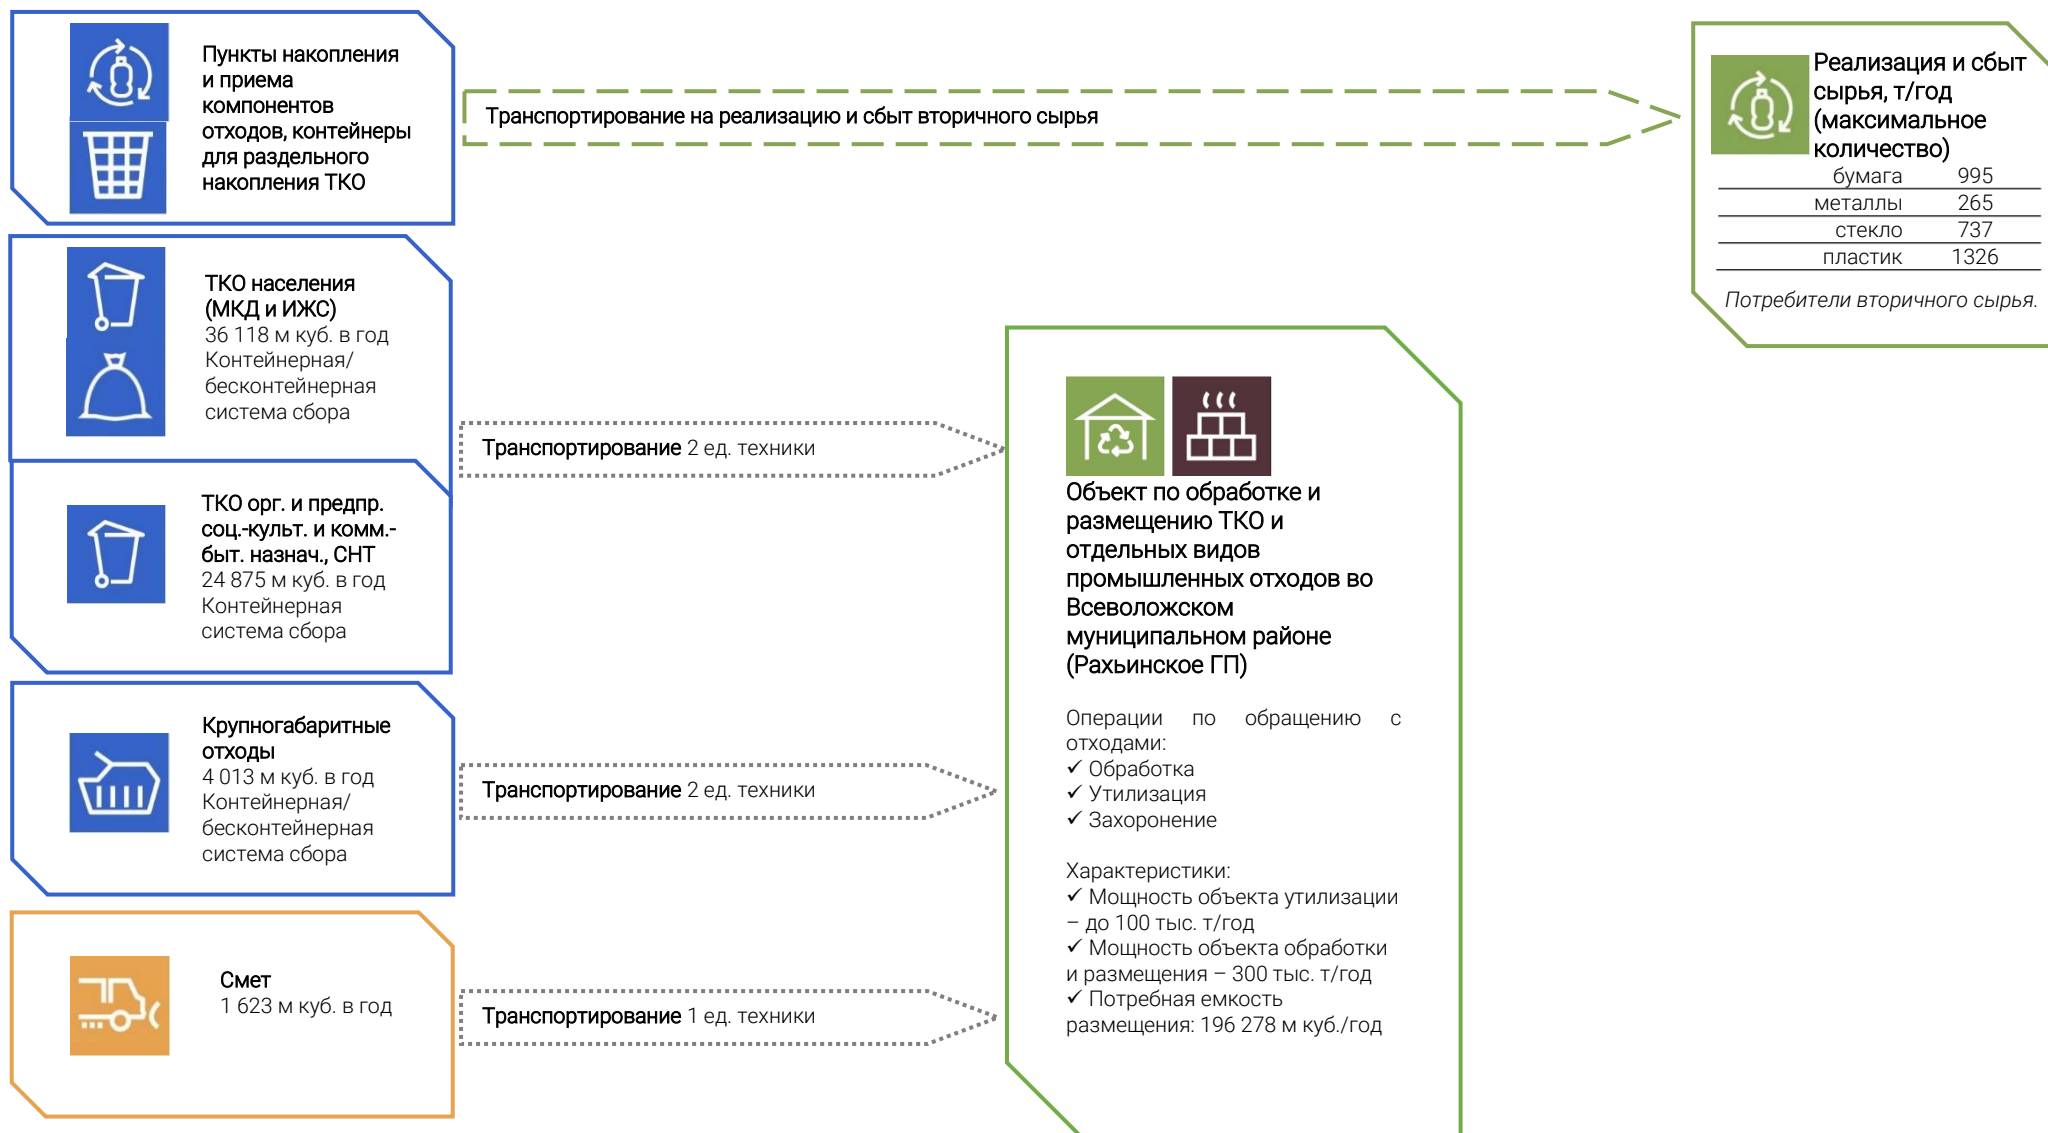 Пункты накопления
и приема
компонентов
отходов, контейнеры
для раздельного
накопления ТКО
Транспортирование на реализацию и сбыт вторичного сырья
Реализация и сбыт
сырья, т/год
(максимальное
количество)
бумага 995
металлы 265
стекло 737
пластик 1326
Потребители вторичного сырья.
ТКО населения
(МКД и ИЖС)
36 118 м куб. в год
Контейнерная/
бесконтейнерная
система сбора
Транспортирование 2 ед. техники
ТКО орг. и предпр.
соц.-культ. и комм.-
быт. назнач., СНТ
24 875 м куб. в год
Контейнерная
система сбора
Крупногабаритные
отходы
4 013 м куб. в год
Контейнерная/
бесконтейнерная
система сбора
Транспортирование 2 ед. техники
Смет
1 623 м куб. в год
Транспортирование 1 ед. техники
Объект по обработке и
размещению ТКО и
отдельных видов
промышленных отходов во
Всеволожском
муниципальном районе
(Рахьинское ГП)
Операции по обращению с
отходами:
✓ Обработка
✓ Утилизация
✓ Захоронение
Характеристики:
✓ Мощность объекта утилизации
– до 100 тыс. т/год
✓ Мощность объекта обработки
и размещения – 300 тыс. т/год
✓ Потребная емкость
размещения: 196 278 м куб./год